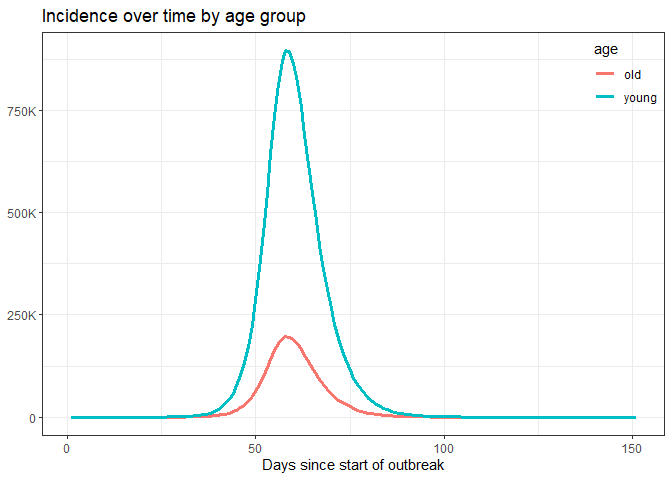 Incidence over time by age group
age
old
young
750K
500K
250K
0
0 50 100 150
Days since start of outbreak